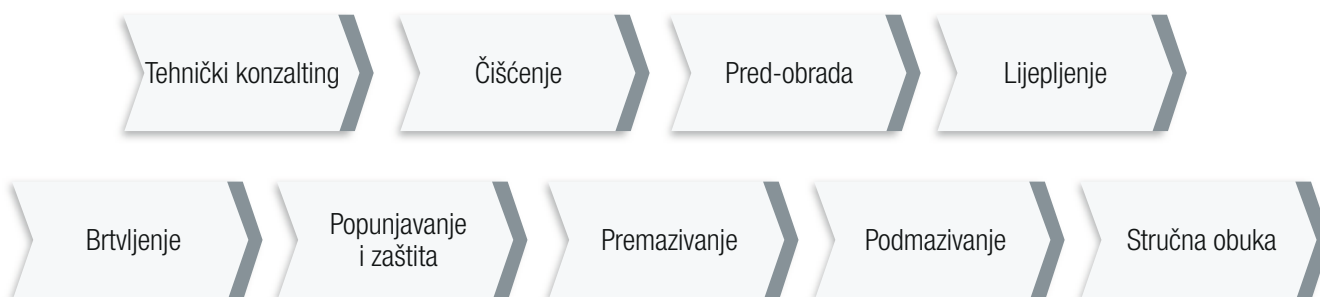 Tehnički konzalting
Čišćenje
Pred-obrada
Lijepljenje
Brtvljenje
Popunjavanje
i zaštita
Premazivanje
Podmazivanje
Stručna obuka